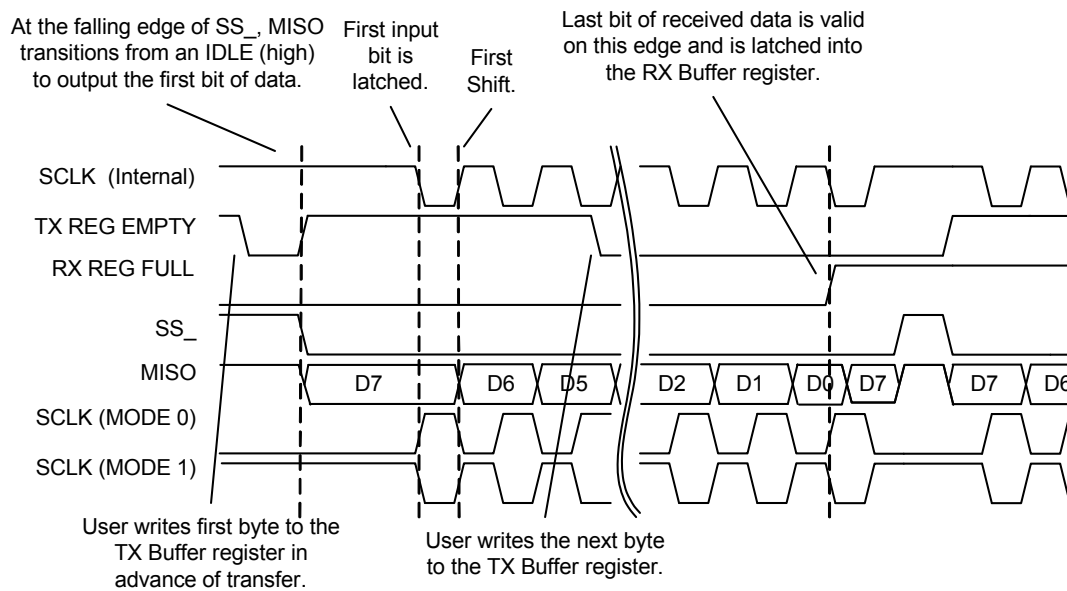 At the falling edge of SS_, MISO
transitions from an IDLE (high)
to output the first bit of data.
First input
bit is
latched.
First
Shift.
Last bit of received data is valid
on this edge and is latched into
the RX Buffer register.
SCLK (Internal)
TX REG EMPTY
RX REG FULL
SS_
MISO
D7 D6 D5 D2 D1 D0 D7 D7 D6
SCLK (MODE 0)
SCLK (MODE 1)
User writes first byte to the
TX Buffer register in
advance of transfer.
User writes the next byte
to the TX Buffer register.